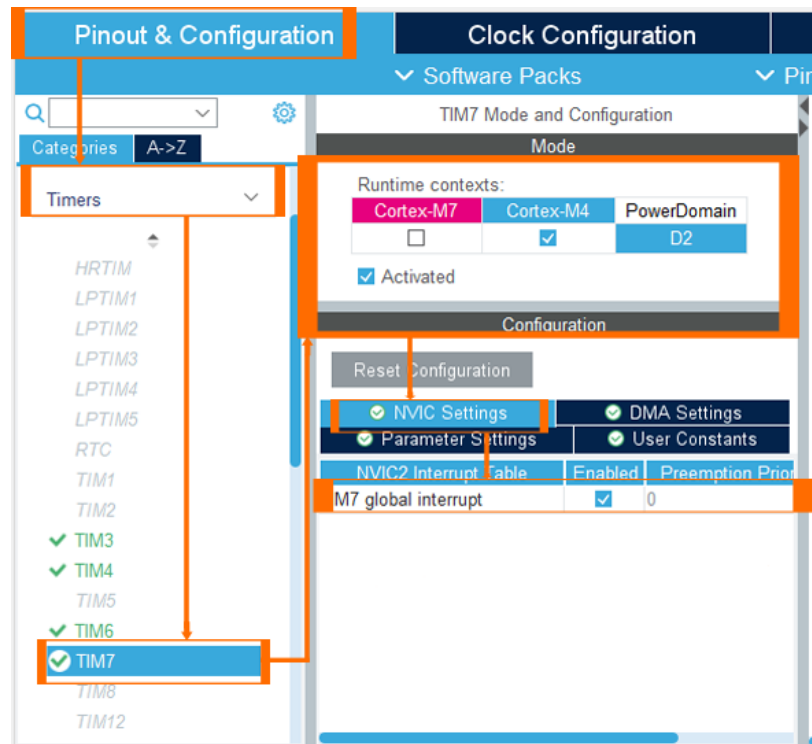 Pinout & Configuration
Clock Configuration
Software Packs
Pin
TIM7 Mode and Configuration
Categories
A->Z
Mode
Timers
Runtime contexts:
Cortex-M7
Cortex-M4
PowerDomain
D2
Activated
HRTIM
LPTIM1
LPTIM2
LPTIM3
LPTIM4
LPTIM5
RTC
TIM1
TIM2
TIM3
TIM4
TIM5
TIM6
TIM7
TIM8
TIM12
Configuration
Reset Configuration
NVIC Settings
DMA Settings
Parameter Settings
User Constants
NVIC2 Interrupt Table
Enabled
Preemption Prior
M7 global interrupt
0